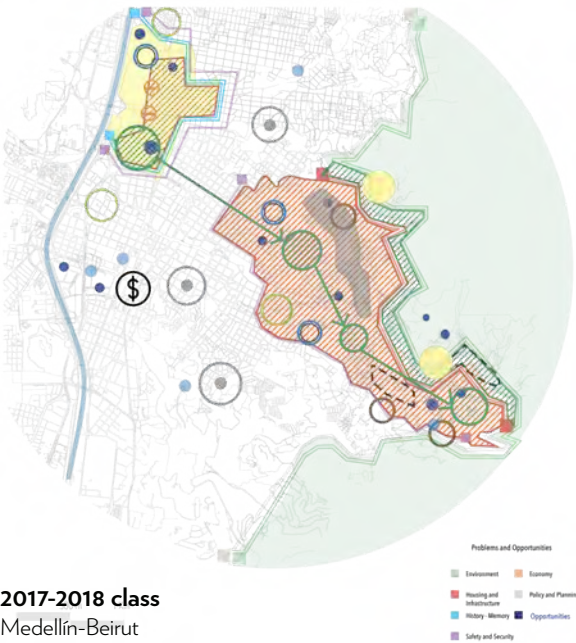 $
Problems and Opportunities
Environment
Economy
Housing and
Infrastructure
Policy and Planning
History - Memory
Opportunities
Safety and Security
2017-2018 class
Medellín-Beirut